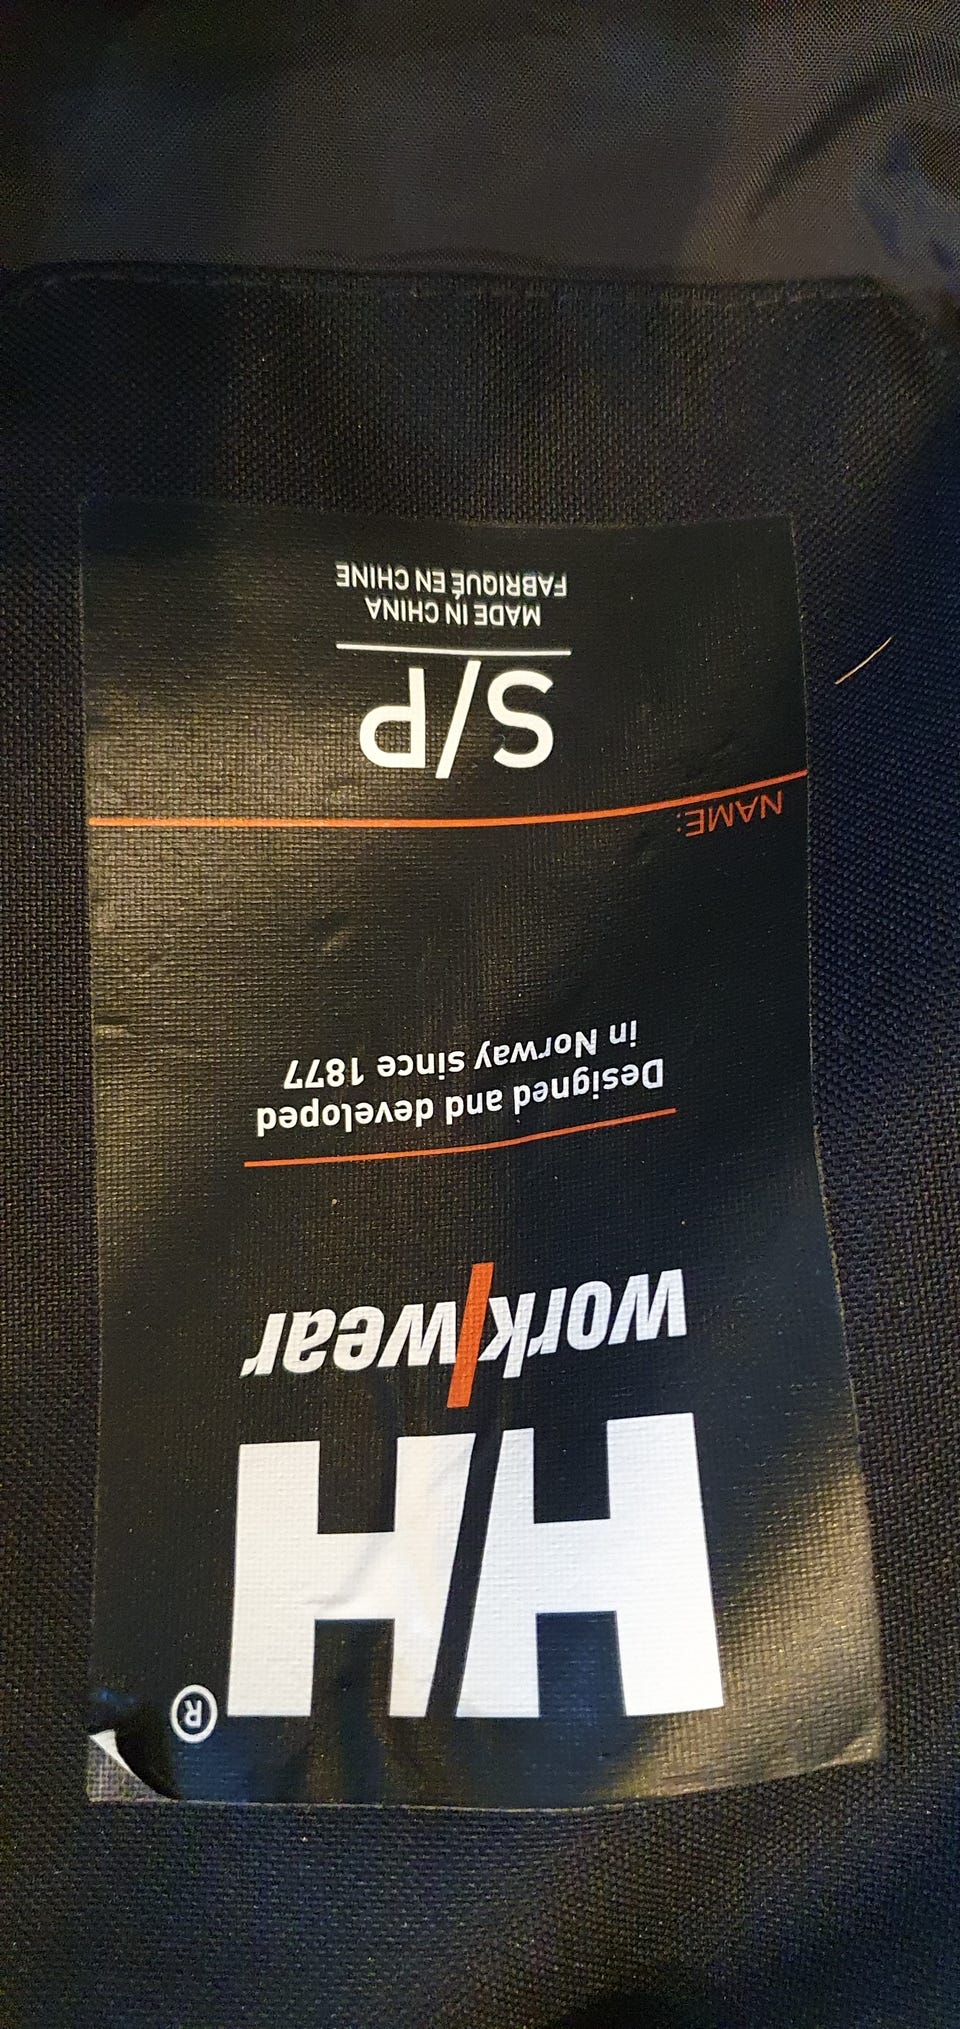 HH®
work/wear
Designed and developed
in Norway since 1877
NAME:
S/P
MADE IN CHINA
FABRIQUÉ EN CHINE